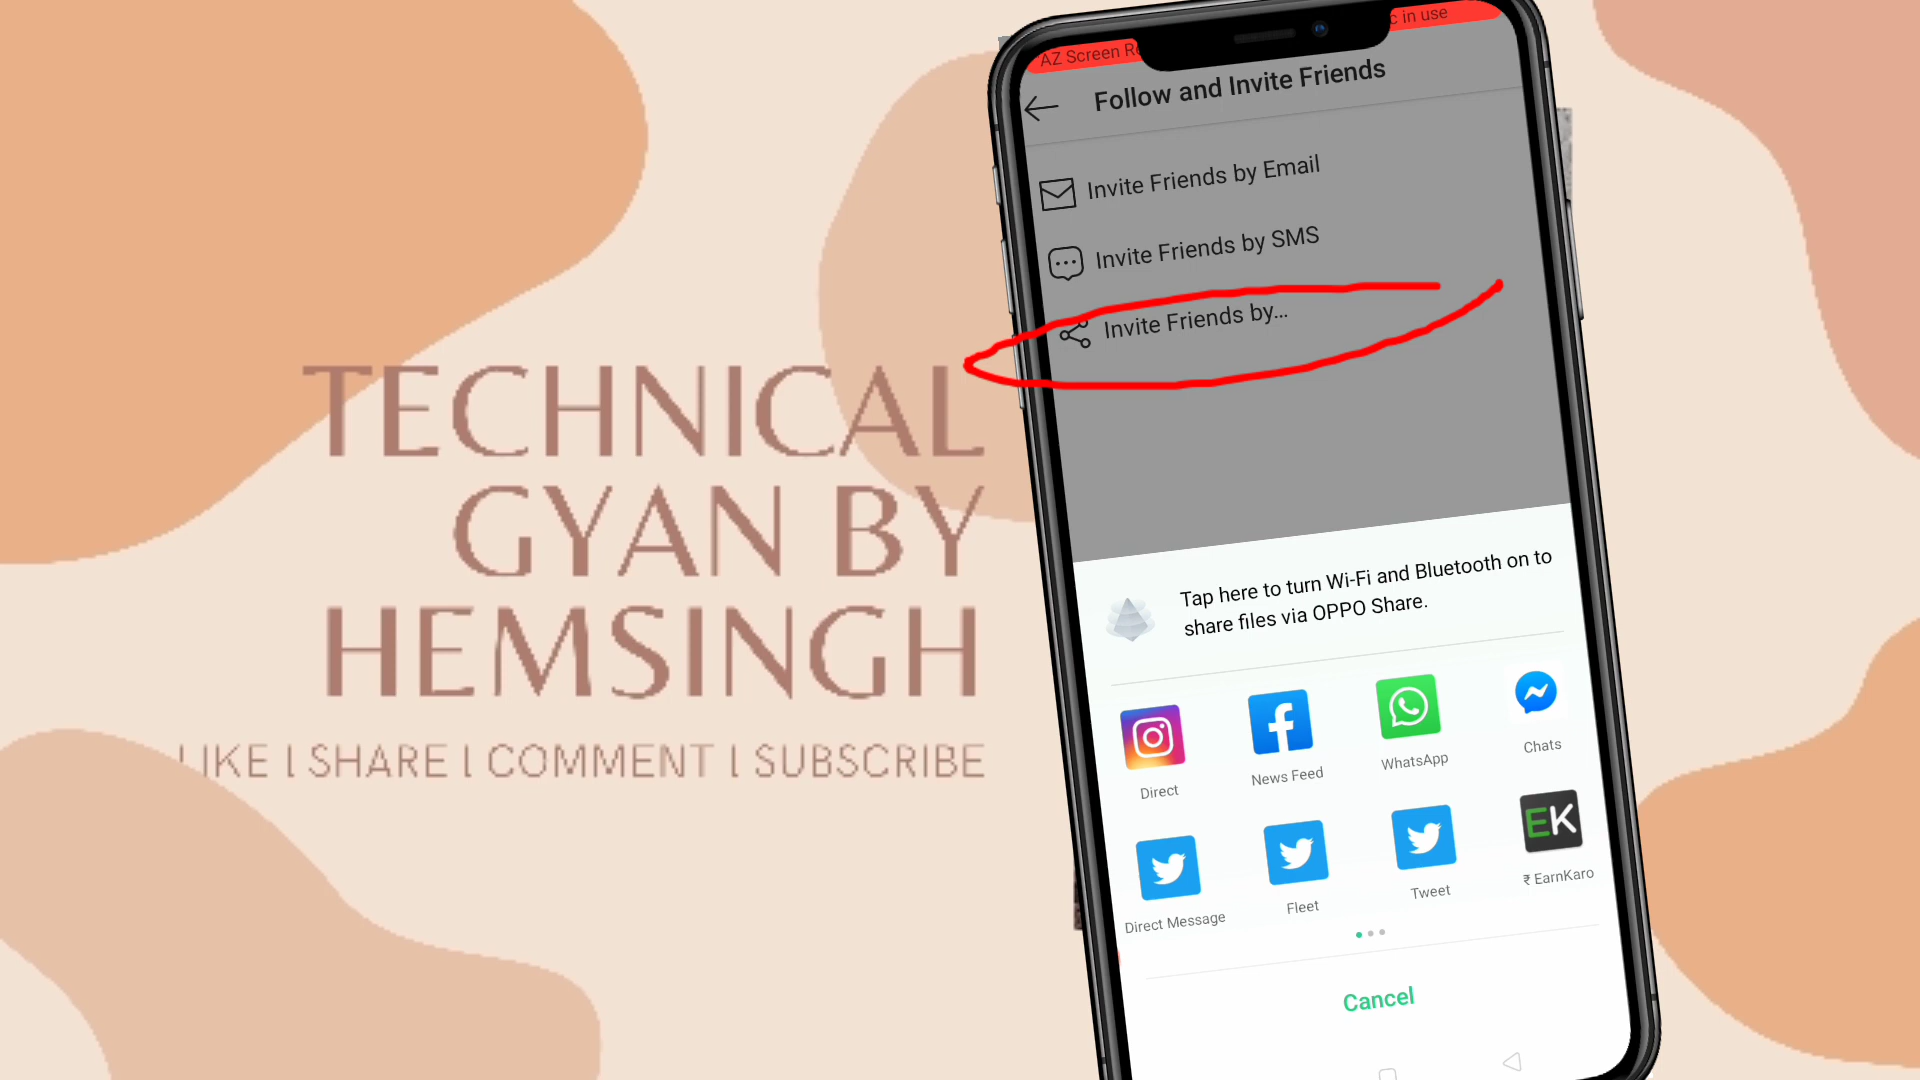 TECHNICAL
GYAN BY
HEMSINGH
LIKE l SHARE l COMMENT l SUBSCRIBE
AZ Screen Re
c in use
Follow and Invite Friends
Invite Friends by Email
Invite Friends by SMS
Invite Friends by...
Tap here to turn Wi-Fi and Bluetooth on to
share files via OPPO Share.
Direct
News Feed
WhatsApp
Chats
EK
Direct Message
Fleet
Tweet
₹ EarnKaro
Cancel